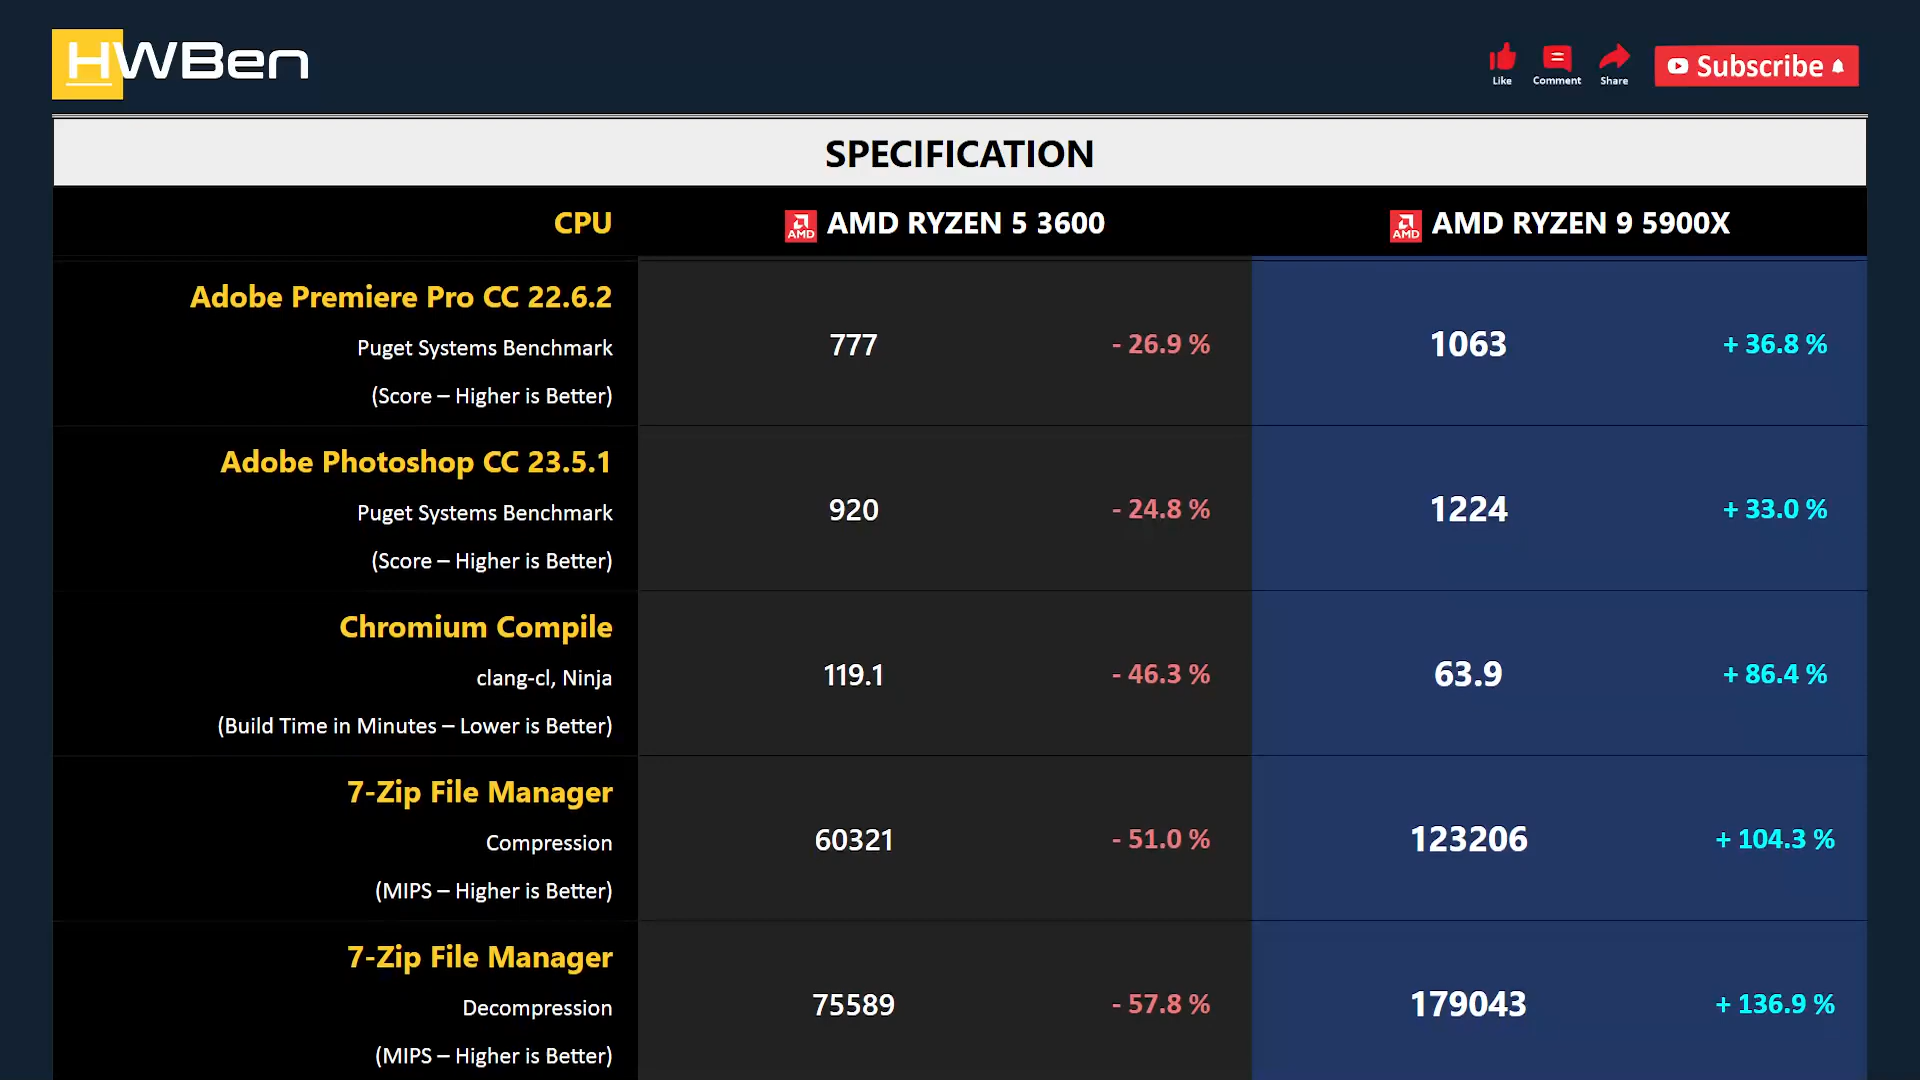 HWBen
Like
Comment
Share
Subscribe
SPECIFICATION
CPU
AMD
AMD RYZEN 5 3600
AMD
AMD RYZEN 9 5900X
Adobe Premiere Pro CC 22.6.2
Puget Systems Benchmark
(Score – Higher is Better)
777
- 26.9 %
1063
+ 36.8 %
Adobe Photoshop CC 23.5.1
Puget Systems Benchmark
(Score – Higher is Better)
920
- 24.8 %
1224
+ 33.0 %
Chromium Compile
clang-cl, Ninja
(Build Time in Minutes – Lower is Better)
119.1
- 46.3 %
63.9
+ 86.4 %
7-Zip File Manager
Compression
(MIPS – Higher is Better)
60321
- 51.0 %
123206
+ 104.3 %
7-Zip File Manager
Decompression
(MIPS – Higher is Better)
75589
- 57.8 %
179043
+ 136.9 %